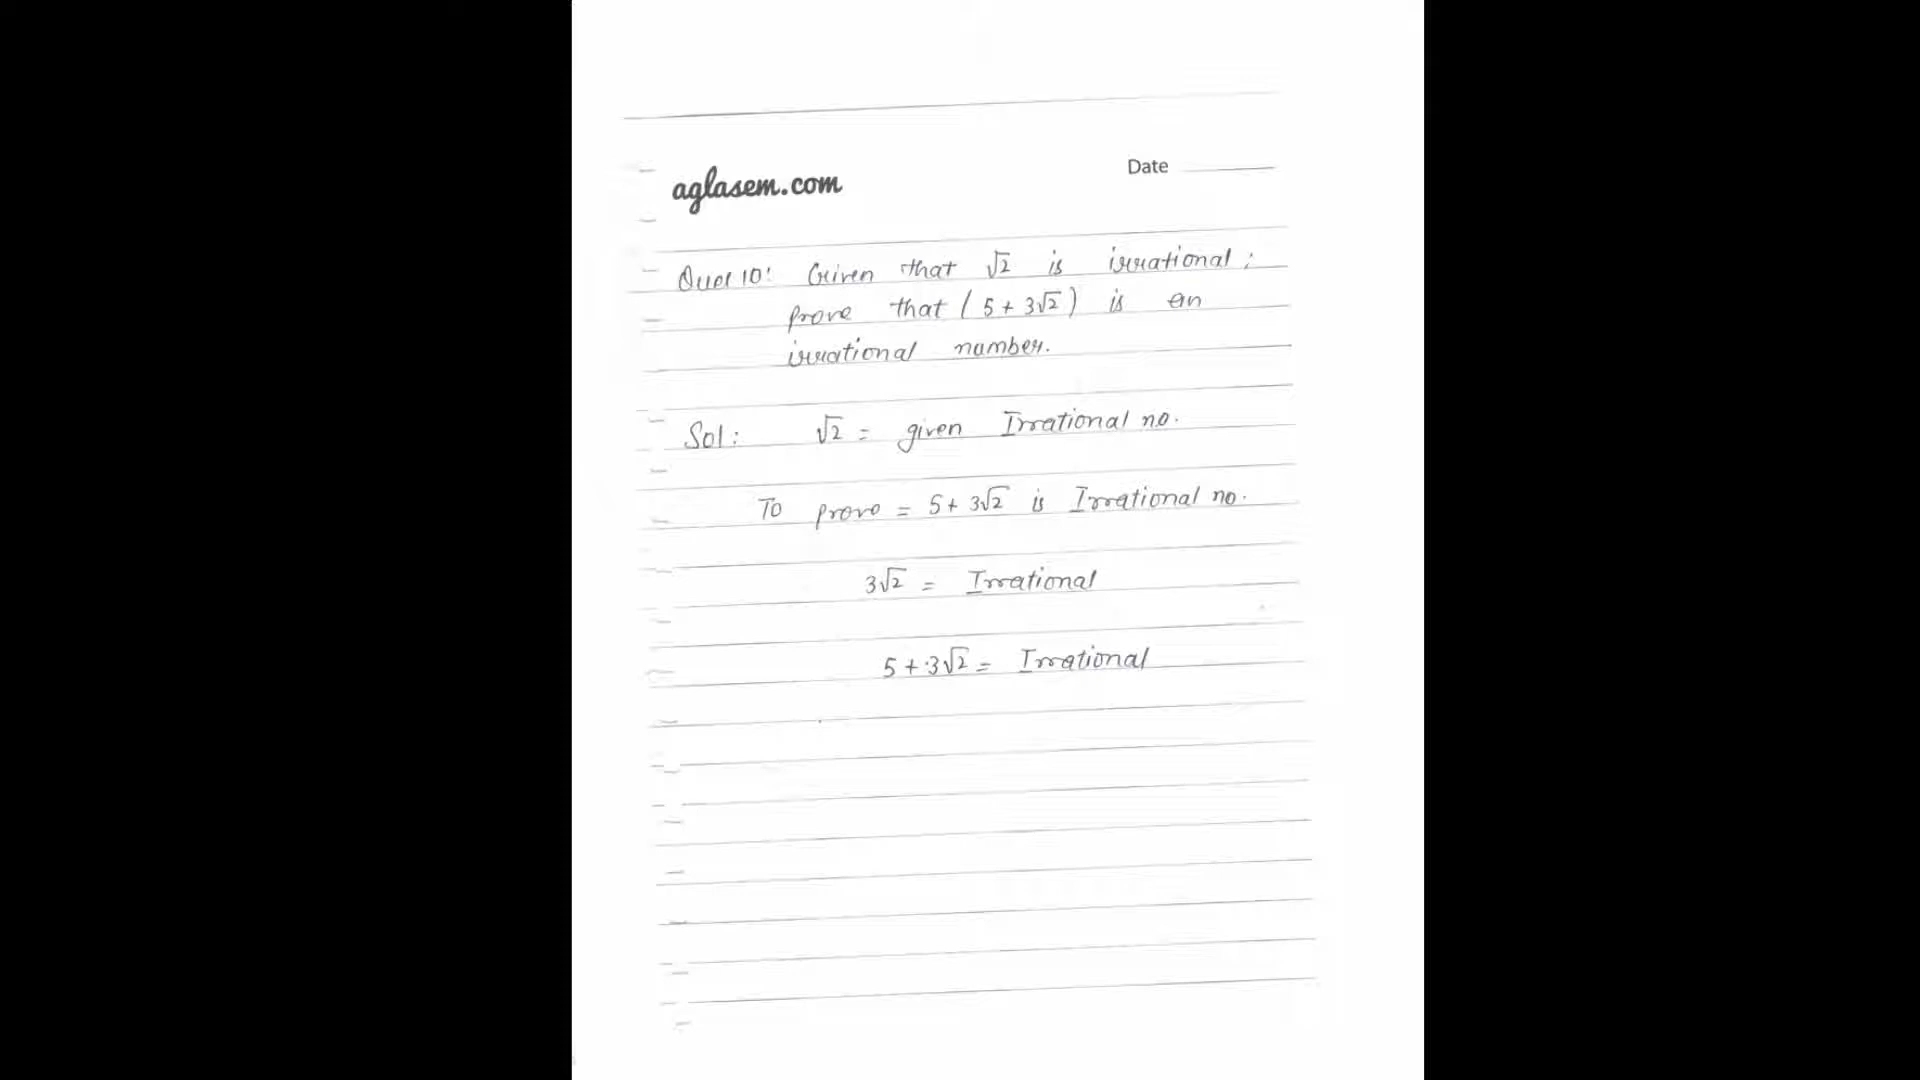 aglasem.com
Date
Ques 10: Given that √2 is irrational;
prove that (5 + 3√2) is an
irrational number.
Sol: √2 = given Irrational no.
To prove = 5 + 3√2 is Irrational no.
3√2 = Irrational
5 + 3√2 = Irrational